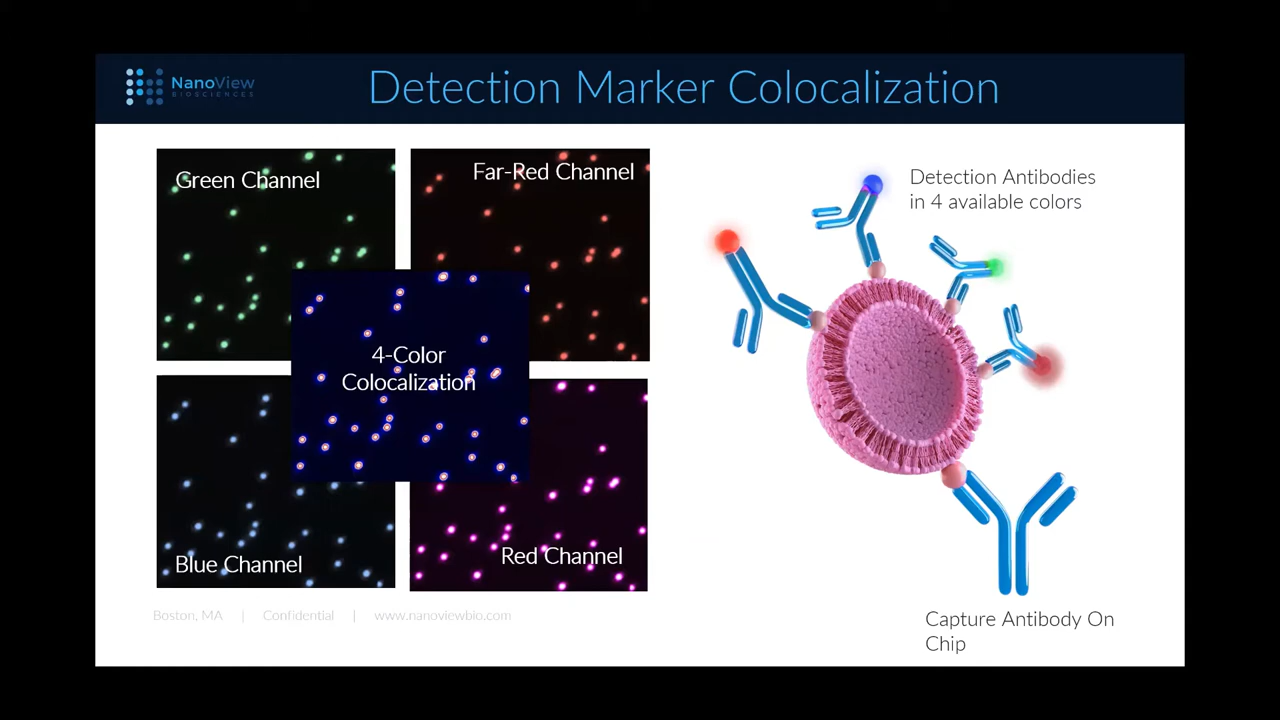 NanoView
BIOSCIENCES
Detection Marker Colocalization
Green Channel
Far-Red Channel
4-Color
Colocalization
Blue Channel
Red Channel
Detection Antibodies
in 4 available colors
Capture Antibody On
Chip
Boston, MA | Confidential | www.nanoviewbio.com